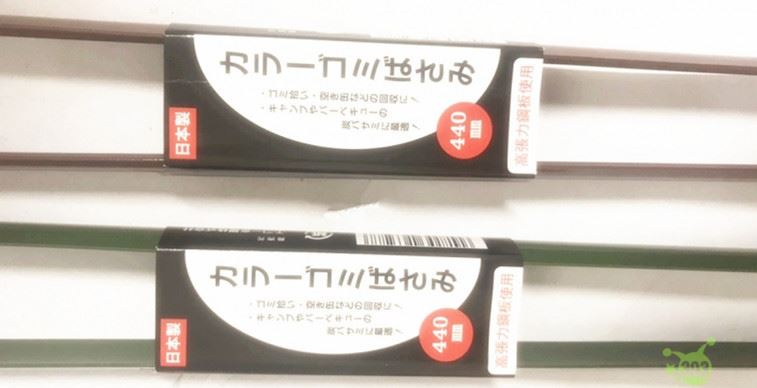 カラーゴミばさみ
・ゴミ拾い・空き缶などの回収に！
・キャンプやバーベキューの
炭バサミに最適！
日本製
440
高張力鋼板使用
カラーゴミばさみ
・ゴミ拾い・空き缶などの回収に！
・キャンプやバーベキューの
炭バサミに最適！
日本製
440
高張力鋼板使用